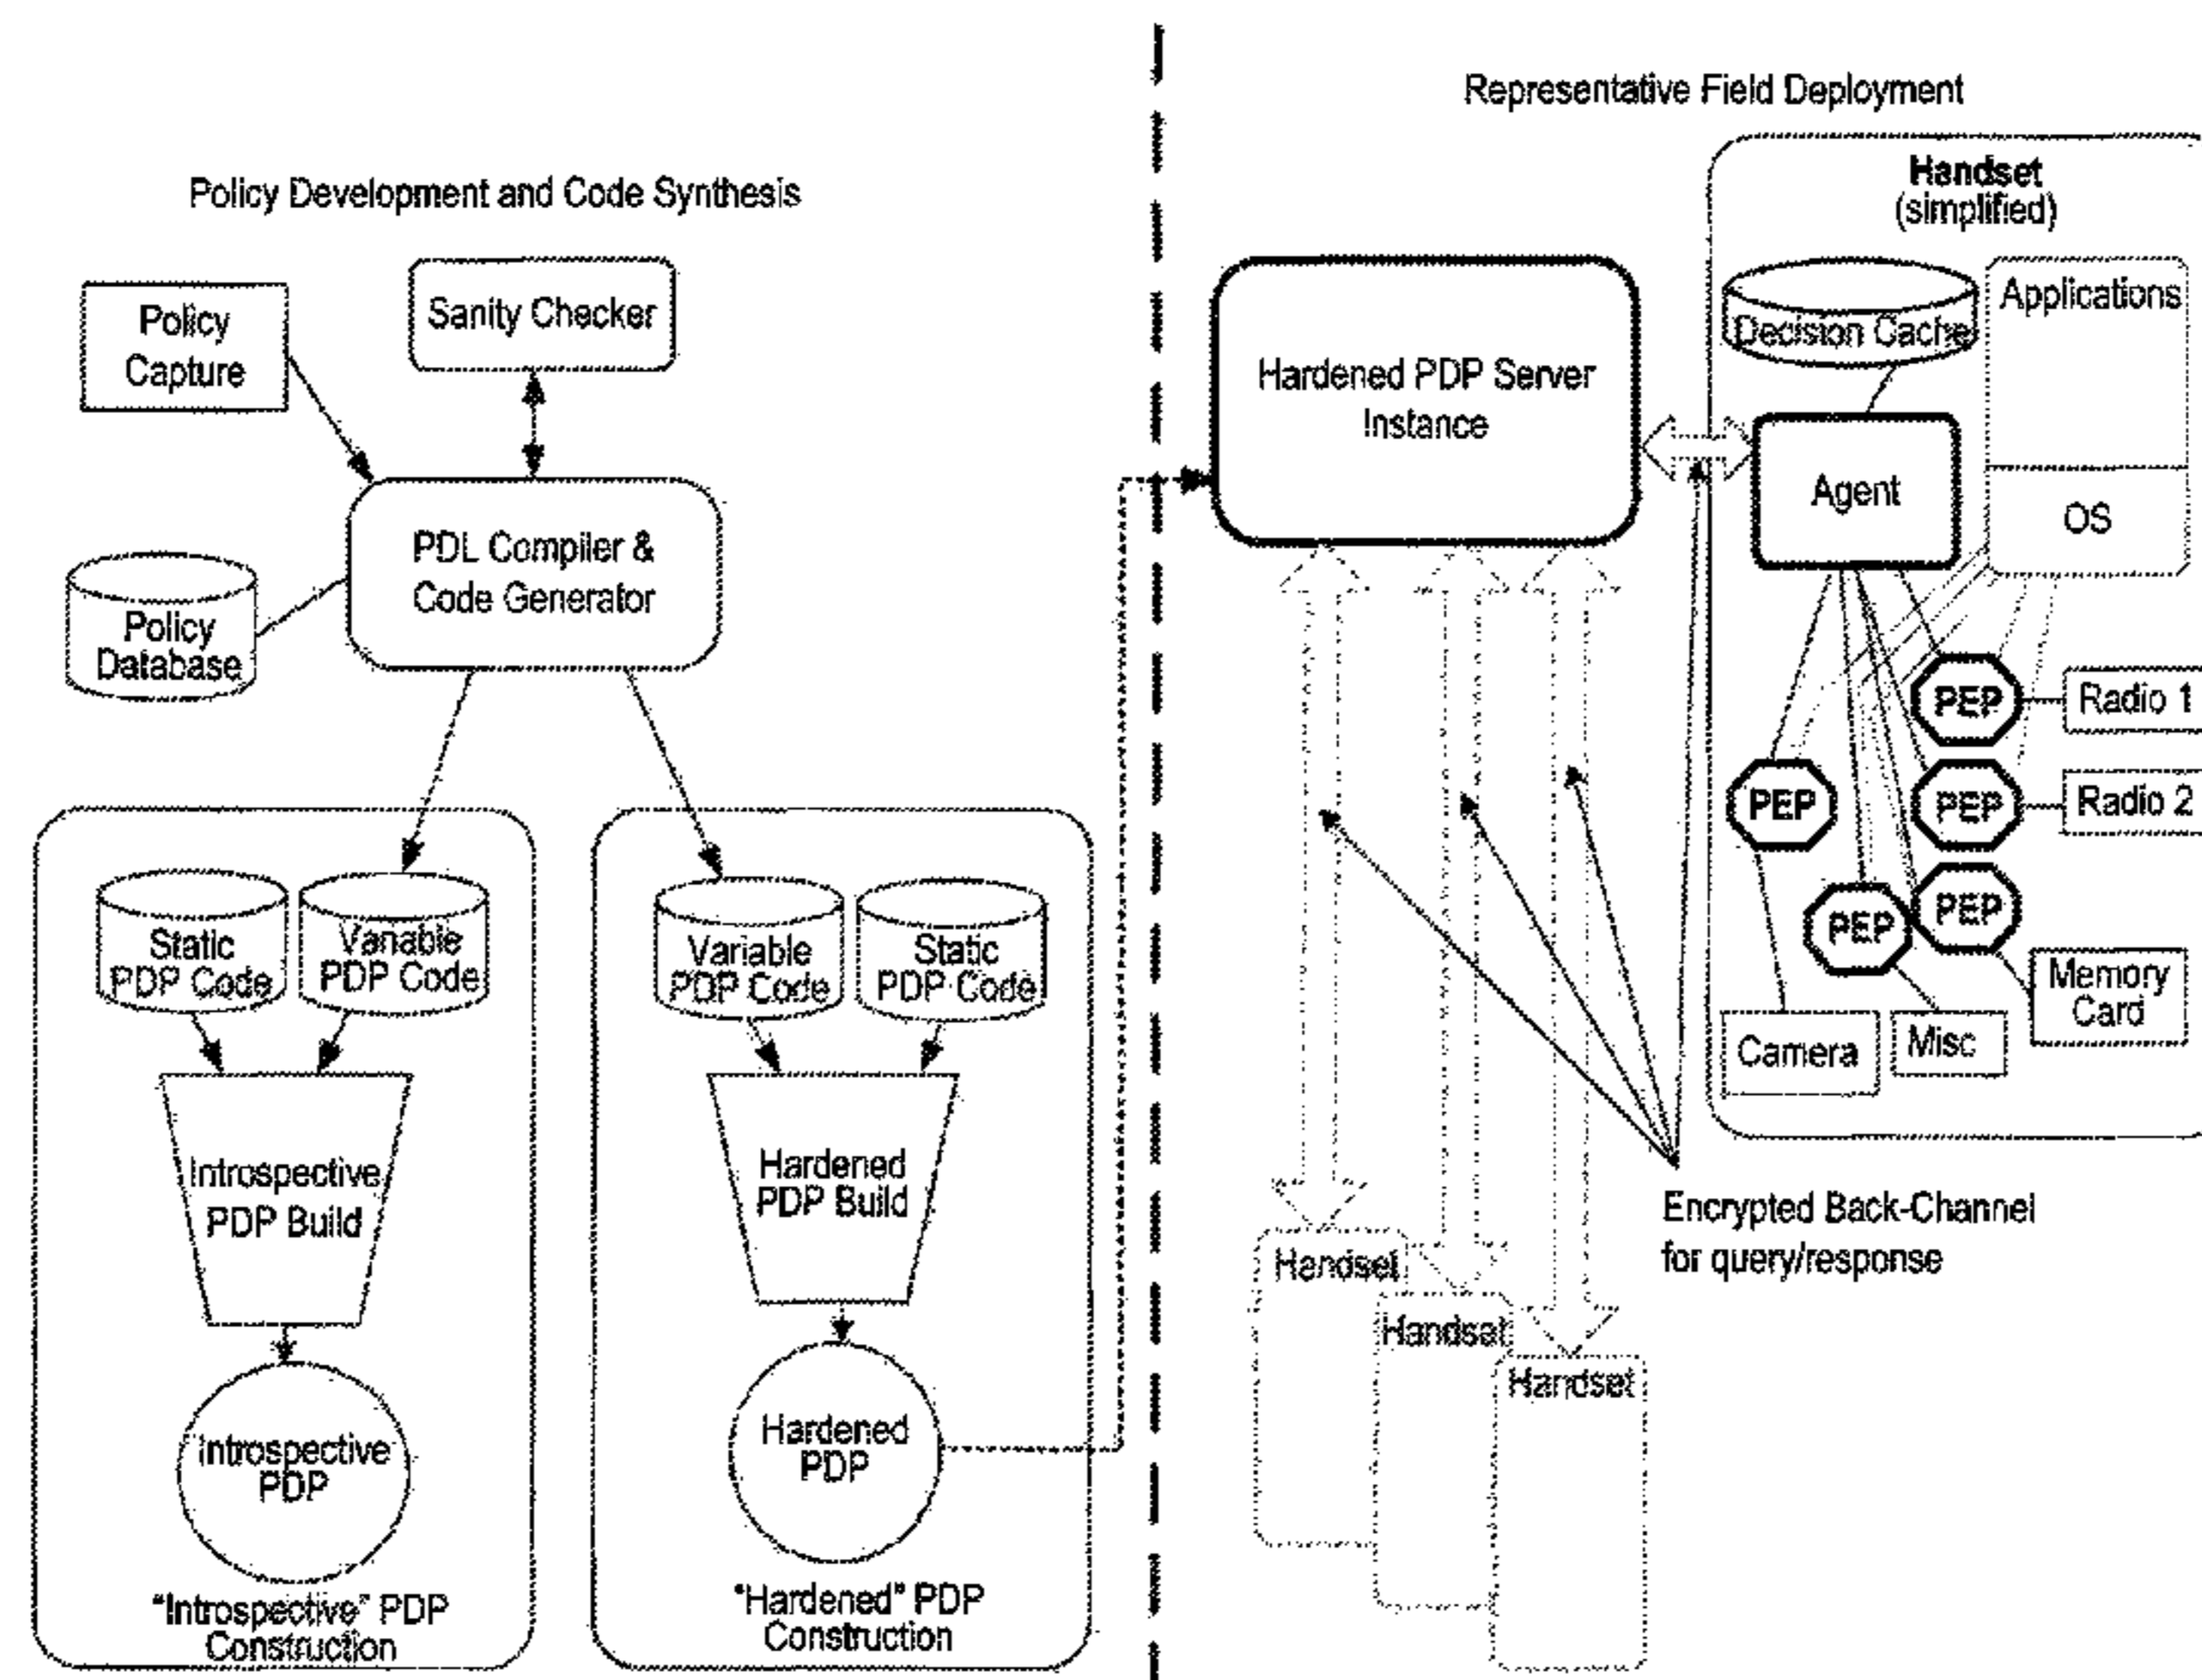 Policy Development and Code Synthesis
Policy
Capture
Sanity Checker
PDL Compiler &
Code Generator
Policy
Database
Static
PDP Code
Variable
PDP Code
Introspective
PDP Build
Introspective
PDP
"Introspective" PDP
Construction
Variable
PDP Code
Static
PDP Code
Hardened
PDP Build
Hardened
PDP
"Hardened" PDP
Construction
Representative Field Deployment
Hardened PDP Server
Instance
Handset
(simplified)
Decision Cache
Applications
Agent
OS
PEP
Radio 1
PEP
PEP
Radio 2
PEP
PEP
Memory
Card
Camera
Misc
Encrypted Back-Channel
for query/response
Handset
Handset
Handset